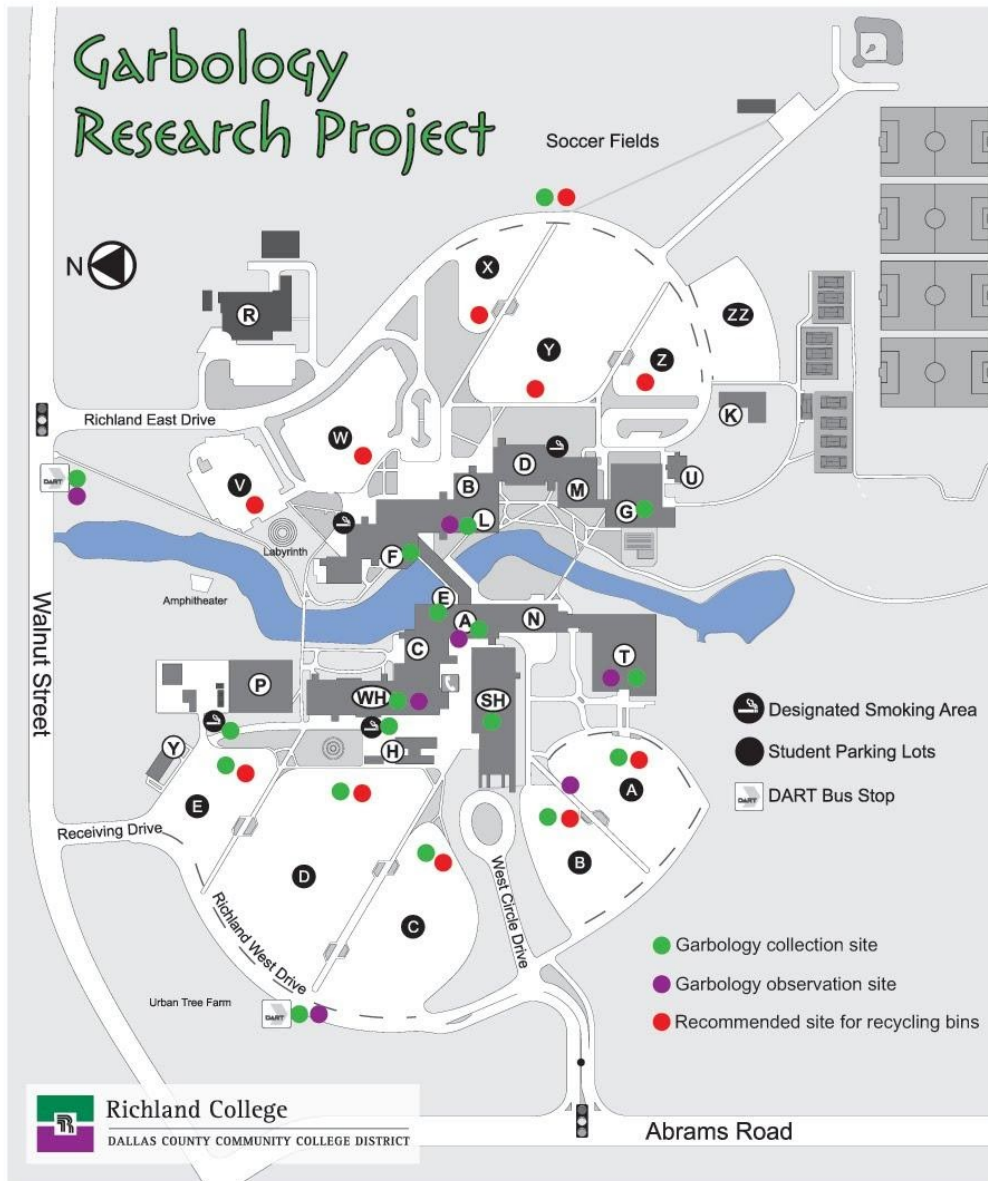 Garbology
Research Project
Soccer Fields
N
X
R
ZZ
Y
Z
K
Richland East Drive
W
D
U
DART
V
B
M
L
G
Labyrinth
F
Amphitheater
E
A
N
C
T
Walnut Street
P
WH
SH
Designated Smoking Area
Y
H
Student Parking Lots
A
E
DART
DART Bus Stop
Receiving Drive
B
D
West Circle Drive
Richland West Drive
C
Garbology collection site
Garbology observation site
Urban Tree Farm
DART
Recommended site for recycling bins
R
Richland College
DALLAS COUNTY COMMUNITY COLLEGE DISTRICT
Abrams Road